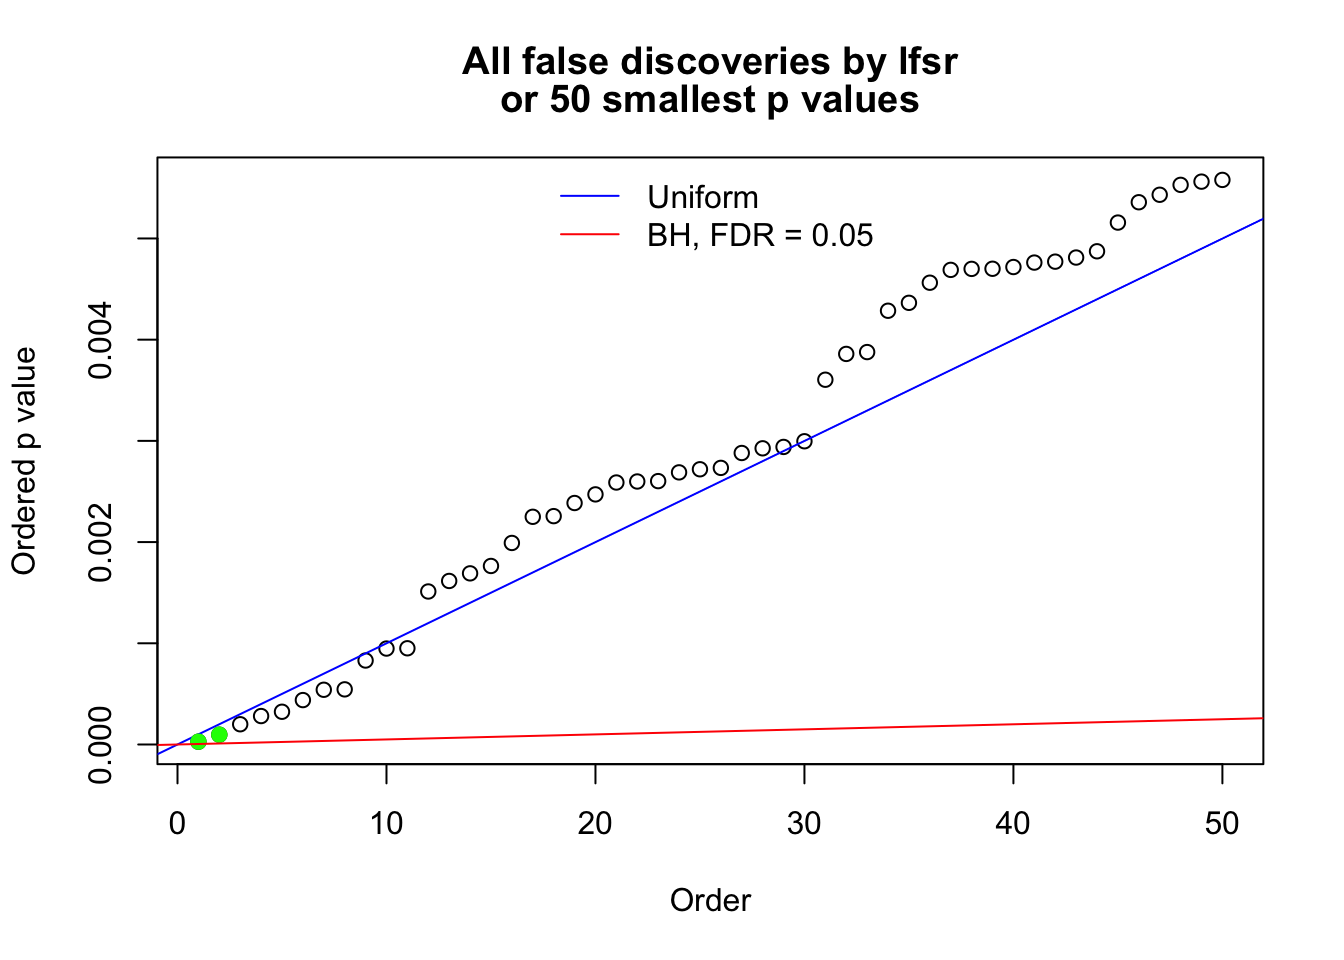 All false discoveries by lfsr
or 50 smallest p values
Uniform
BH, FDR = 0.05
Ordered p value
0.004
0.002
0.000
0 10 20 30 40 50
Order